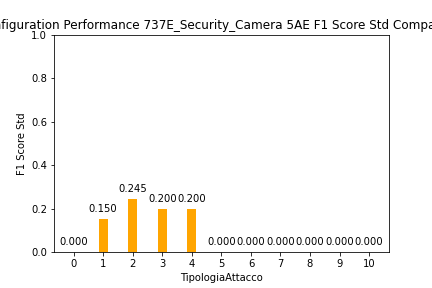 figuration Performance 737E_Security_Camera 5AE F1 Score Std Compa
1.0
0.8
0.6
0.4
0.2
0.0
F1 Score Std
0.000 0.150 0.245 0.200 0.200 0.000 0.000 0.000 0.000 0.000 0.000
0 1 2 3 4 5 6 7 8 9 10
TipologiaAttacco